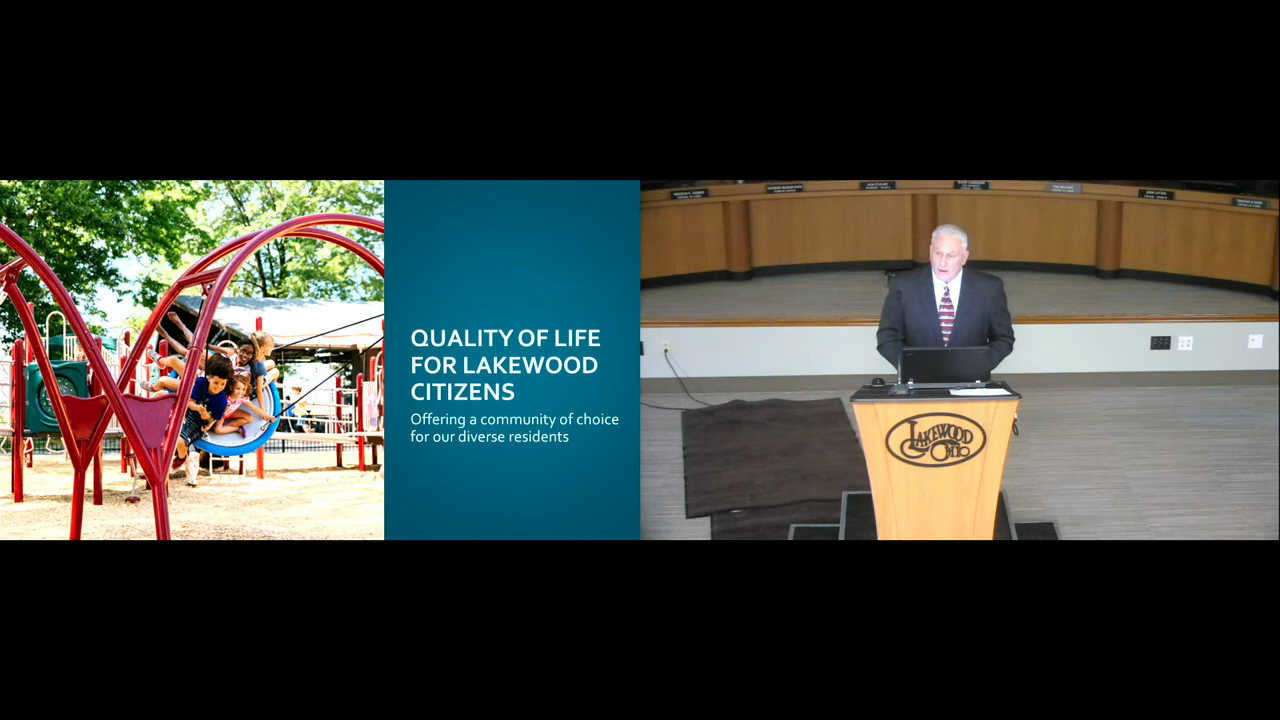 QUALITY OF LIFE
FOR LAKEWOOD
CITIZENS
Offering a community of choice
for our diverse residents
LAKEWOOD
OHIO